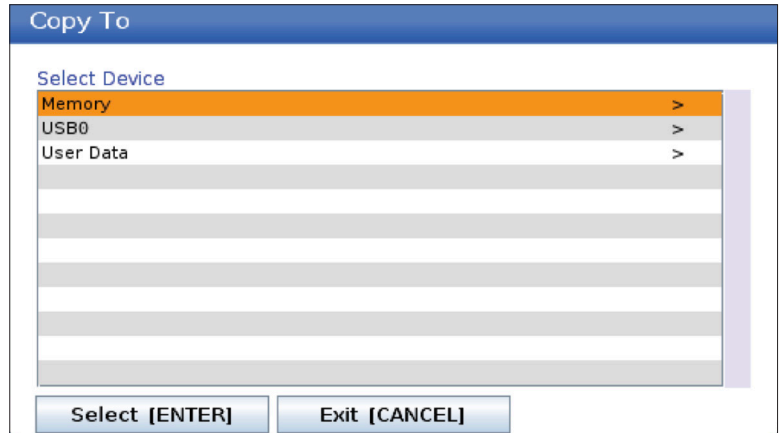 Copy To
Select Device
Memory >
USB0 >
User Data >
Select [ENTER] Exit [CANCEL]